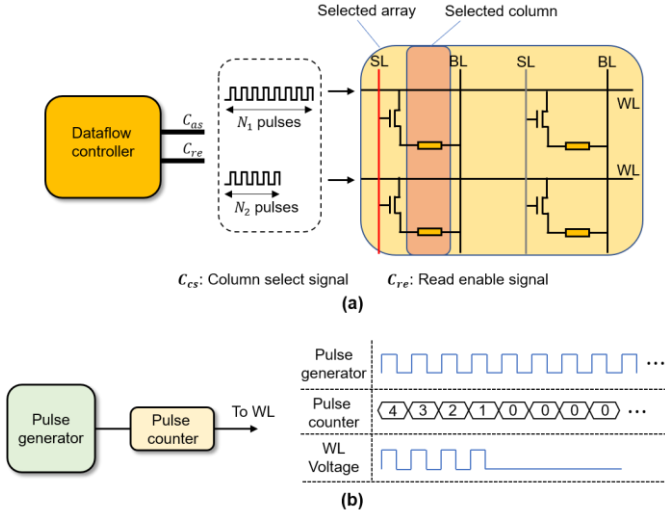 Selected array
Selected column
SL
BL
SL
BL
WL
WL
Dataflow
controller
C_as
C_re
N_1 pulses
N_2 pulses
C_cs: Column select signal
C_re: Read enable signal
(a)
Pulse
generator
Pulse
counter
To WL
Pulse
generator
...
Pulse
counter
4 3 2 1 0 0 0 0 ...
WL
Voltage
(b)